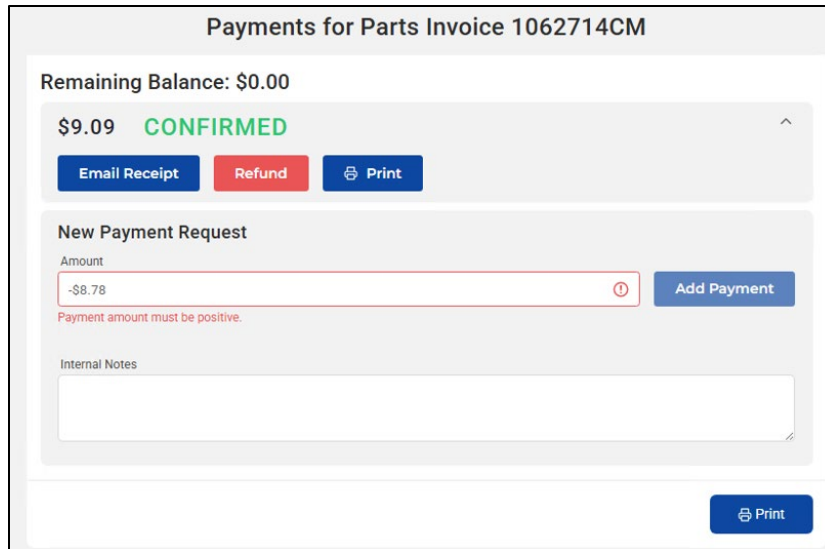 Payments for Parts Invoice 1062714CM
Remaining Balance: $0.00
$9.09 CONFIRMED
Email Receipt Refund Print
New Payment Request
Amount
-$8.78 Add Payment
Payment amount must be positive.
Internal Notes
Print